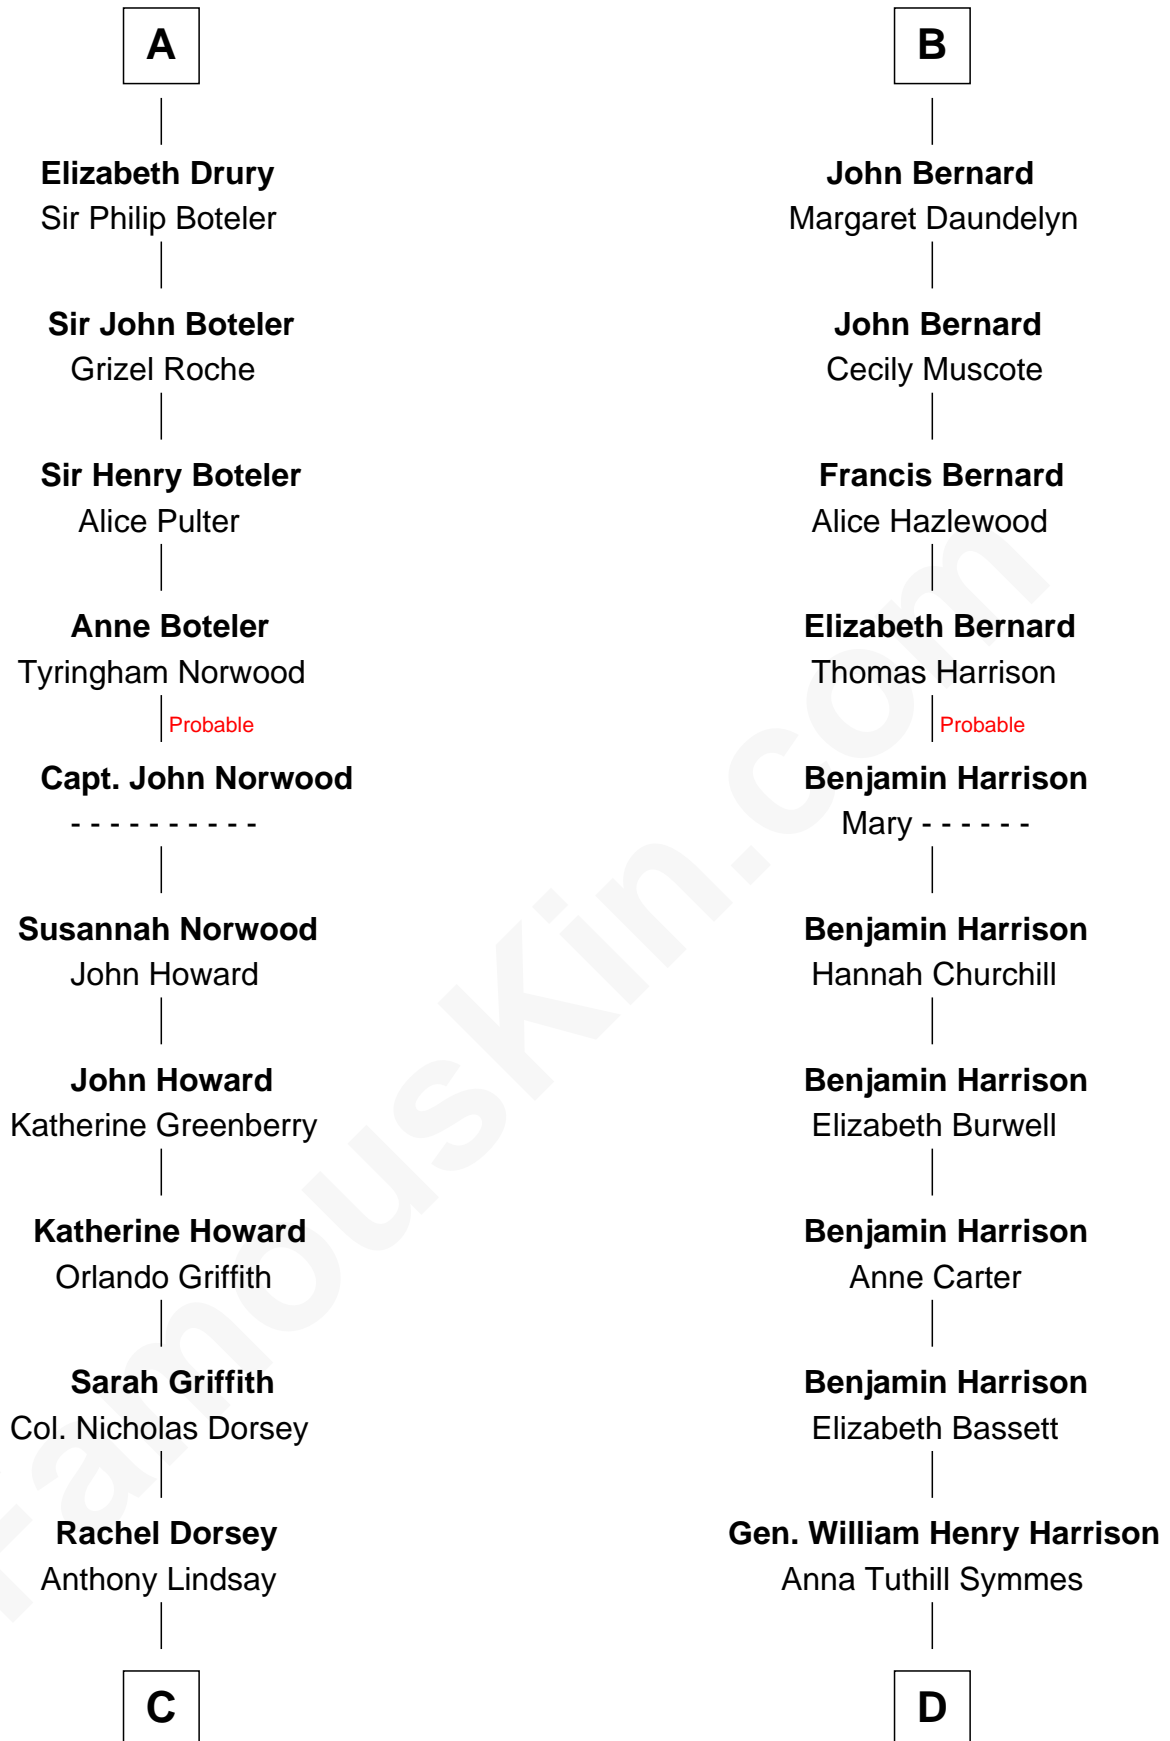 A
Elizabeth Drury
Sir Philip Boteler
Sir John Boteler
Grizel Roche
Sir Henry Boteler
Alice Pulter
Anne Boteler
Tyringham Norwood
Probable
Capt. John Norwood
- - - - - - - - - -
Susannah Norwood
John Howard
John Howard
Katherine Greenberry
Katherine Howard
Orlando Griffith
Sarah Griffith
Col. Nicholas Dorsey
Rachel Dorsey
Anthony Lindsay
C
B
John Bernard
Margaret Daundelyn
John Bernard
Cecily Muscote
Francis Bernard
Alice Hazlewood
Elizabeth Bernard
Thomas Harrison
Probable
Benjamin Harrison
Mary - - - - - -
Benjamin Harrison
Hannah Churchill
Benjamin Harrison
Elizabeth Burwell
Benjamin Harrison
Anne Carter
Benjamin Harrison
Elizabeth Bassett
Gen. William Henry Harrison
Anna Tuthill Symmes
D
FamousKin.com